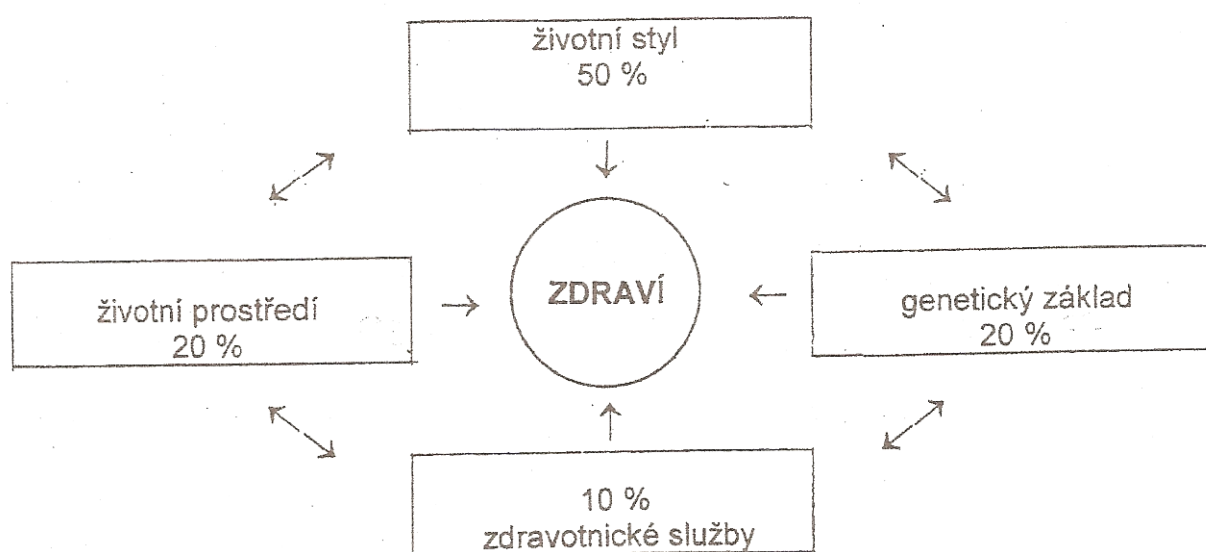 životní styl
50 %
životní prostředí
20 %
ZDRAVÍ
genetický základ
20 %
10 %
zdravotnické služby